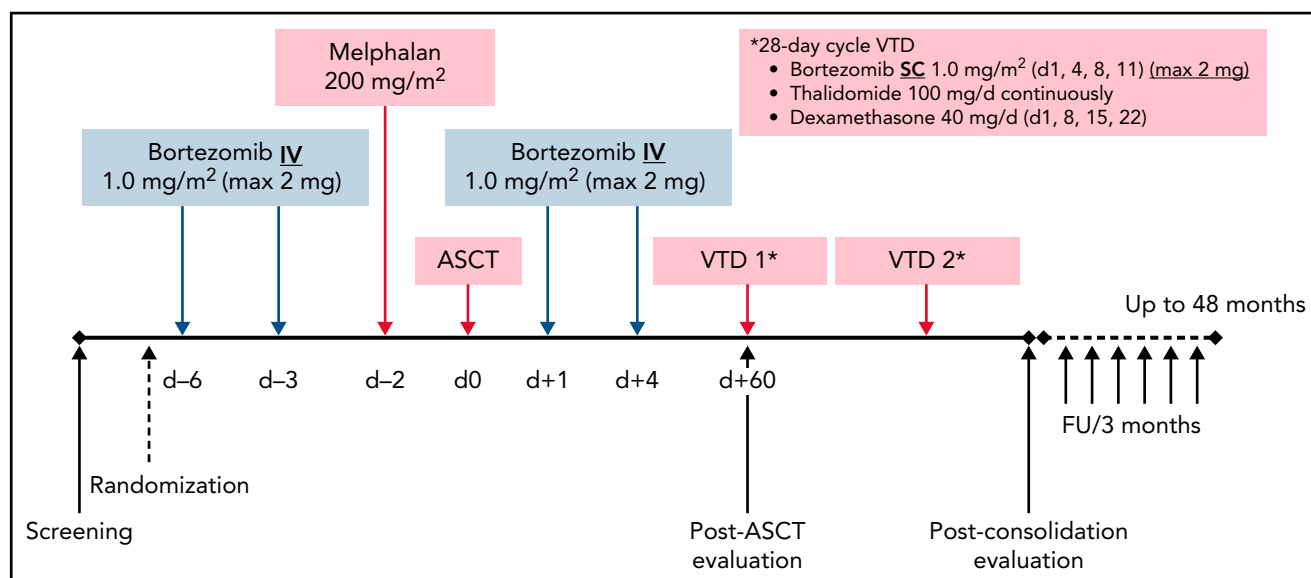 Melphalan
200 mg/m²
*28-day cycle VTD
• Bortezomib SC 1.0 mg/m² (d1, 4, 8, 11) (max 2 mg)
• Thalidomide 100 mg/d continuously
• Dexamethasone 40 mg/d (d1, 8, 15, 22)
Bortezomib IV
1.0 mg/m² (max 2 mg)
Bortezomib IV
1.0 mg/m² (max 2 mg)
ASCT
VTD 1*
VTD 2*
Up to 48 months
d–6
d–3
d–2
d0
d+1
d+4
d+60
FU/3 months
Randomization
Screening
Post-ASCT
evaluation
Post-consolidation
evaluation